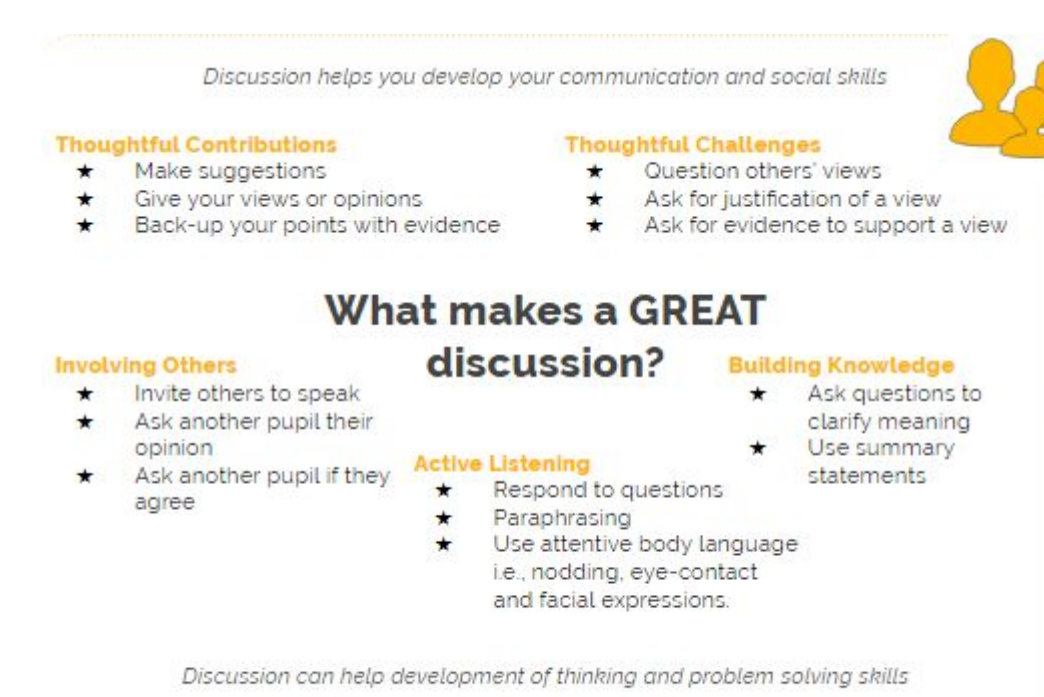 Discussion helps you develop your communication and social skills
Thoughtful Contributions
★ Make suggestions
★ Give your views or opinions
★ Back-up your points with evidence
Thoughtful Challenges
★ Question others' views
★ Ask for justification of a view
★ Ask for evidence to support a view
What makes a GREAT
discussion?
Involving Others
★ Invite others to speak
★ Ask another pupil their
opinion
★ Ask another pupil if they
agree
Active Listening
★ Respond to questions
★ Paraphrasing
★ Use attentive body language
i.e., nodding, eye-contact
and facial expressions.
Building Knowledge
★ Ask questions to
clarify meaning
★ Use summary
statements
Discussion can help development of thinking and problem solving skills